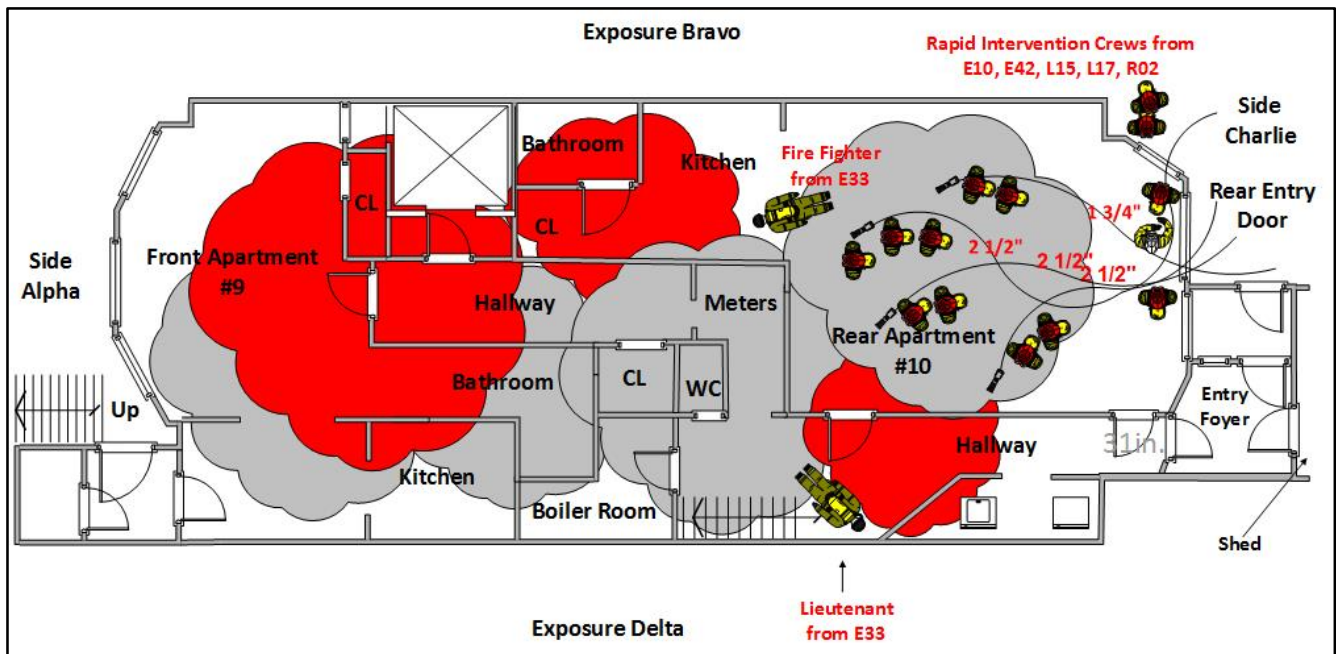 Exposure Bravo
Rapid Intervention Crews from
E10, E42, L15, L17, R02
Side
Charlie
Bathroom
Kitchen
Fire Fighter
from E33
CL
CL
Rear Entry
Door
1 3/4"
2 1/2"
2 1/2"
2 1/2"
Side
Alpha
Front Apartment
#9
Hallway
Meters
Rear Apartment
#10
Bathroom
CL
WC
Up
Entry
Foyer
Hallway
31in.
Kitchen
Boiler Room
Shed
Lieutenant
from E33
Exposure Delta